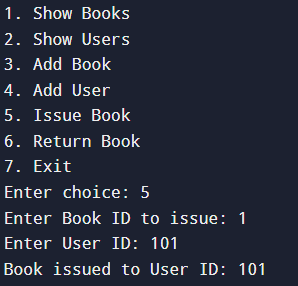 1. Show Books
2. Show Users
3. Add Book
4. Add User
5. Issue Book
6. Return Book
7. Exit
Enter choice: 5
Enter Book ID to issue: 1
Enter User ID: 101
Book issued to User ID: 101